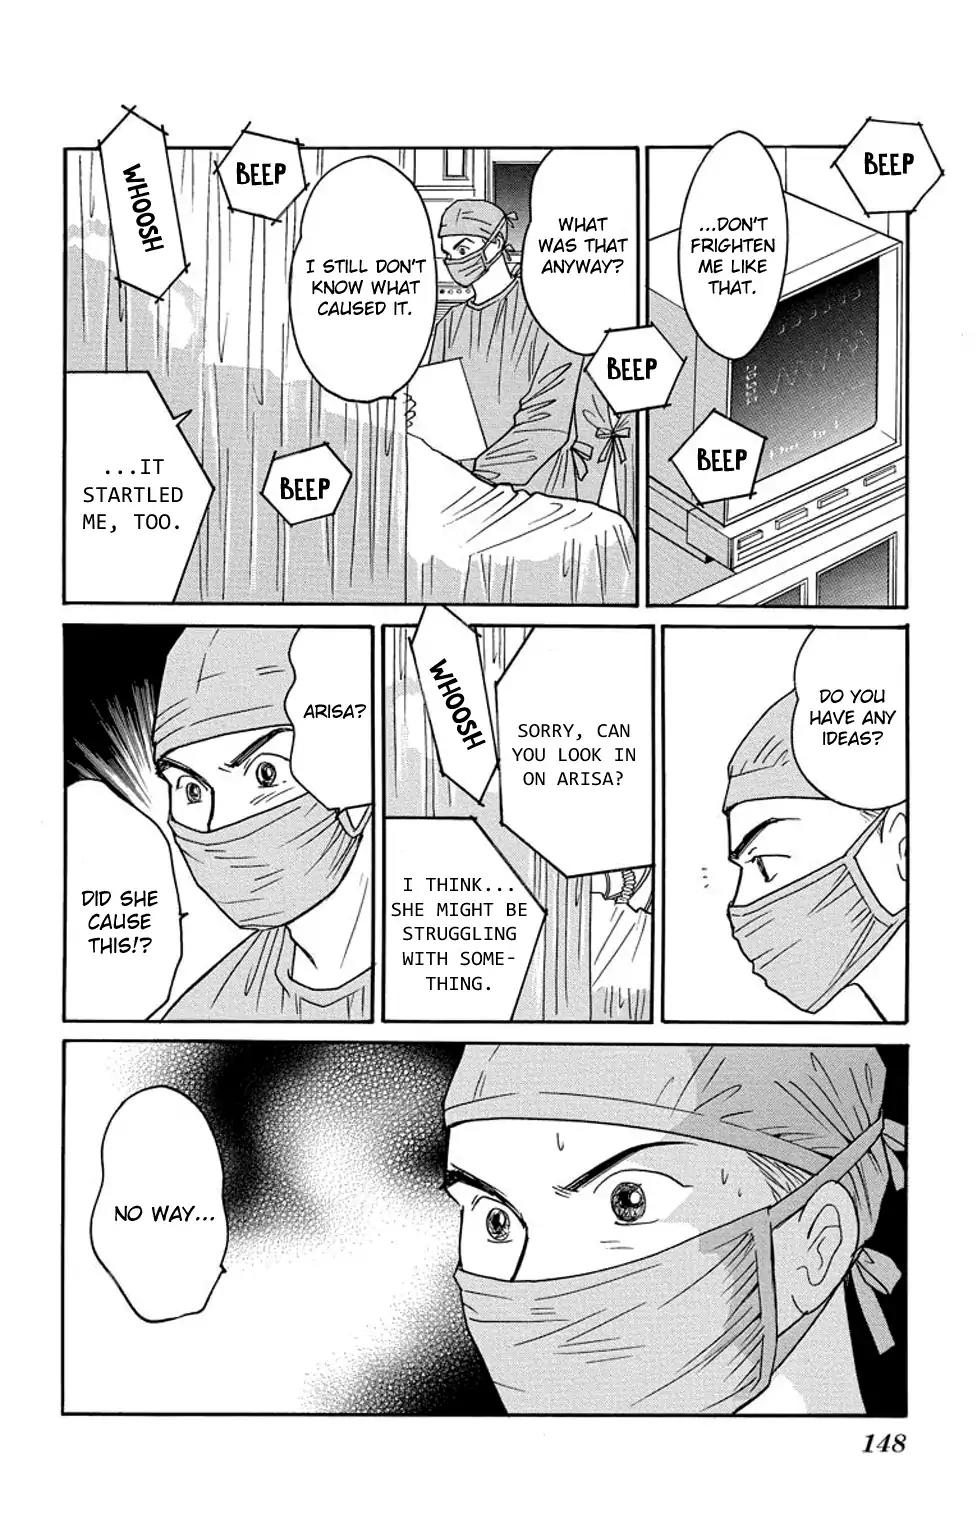 BEEP
...DON'T
FRIGHTEN
ME LIKE
THAT.
BEEP
WHAT
WAS THAT
ANYWAY?
BEEP
I STILL DON'T
KNOW WHAT
CAUSED IT.
BEEP
WHOOSH
BEEP
...IT
STARTLED
ME, TOO.
DO YOU
HAVE ANY
IDEAS?
SORRY, CAN
YOU LOOK IN
ON ARISA?
WHOOSH
I THINK...
SHE MIGHT BE
STRUGGLING
WITH SOME-
THING.
ARISA?
DID SHE
CAUSE
THIS!?
NO WAY...
148